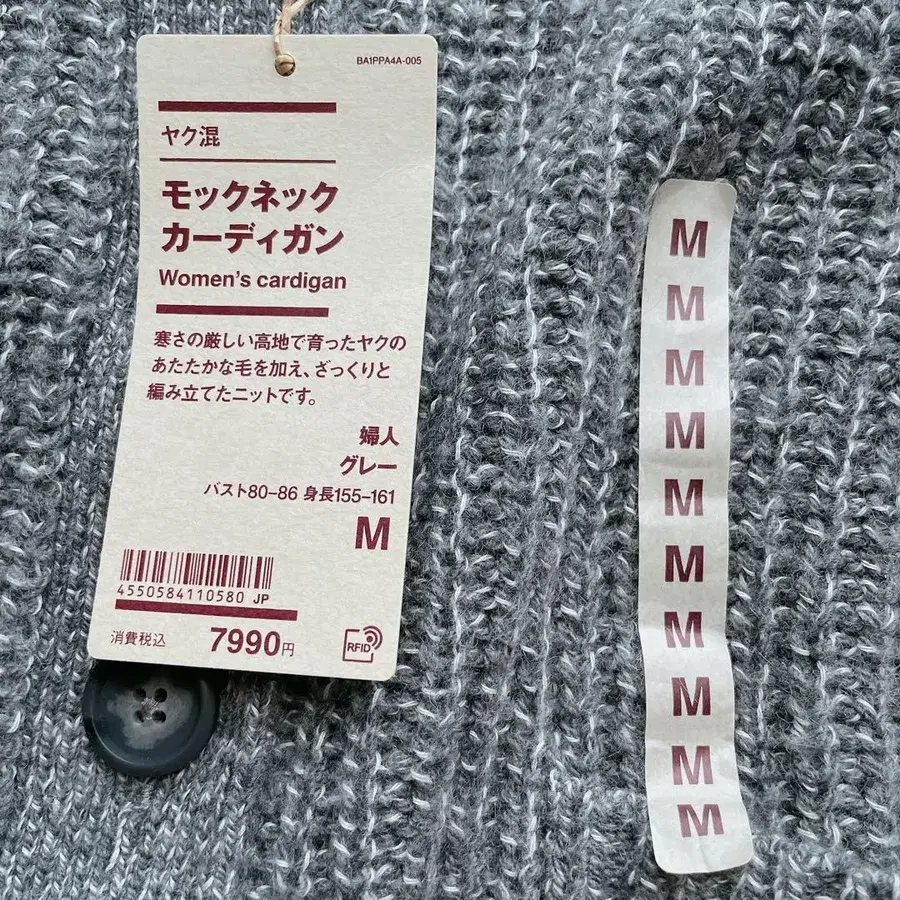 BA1PPA4A-005
ヤク混
モックネック
カーディガン
Women's cardigan
寒さの厳しい高地で育ったヤクの
あたたかな毛を加え、ざっくりと
編み立てたニットです。
婦人
グレー
バスト80-86 身長155-161
M
4550584110580 JP
消費税込 7990円
RFID
M
M
M
M
M
M
M
M
M
M